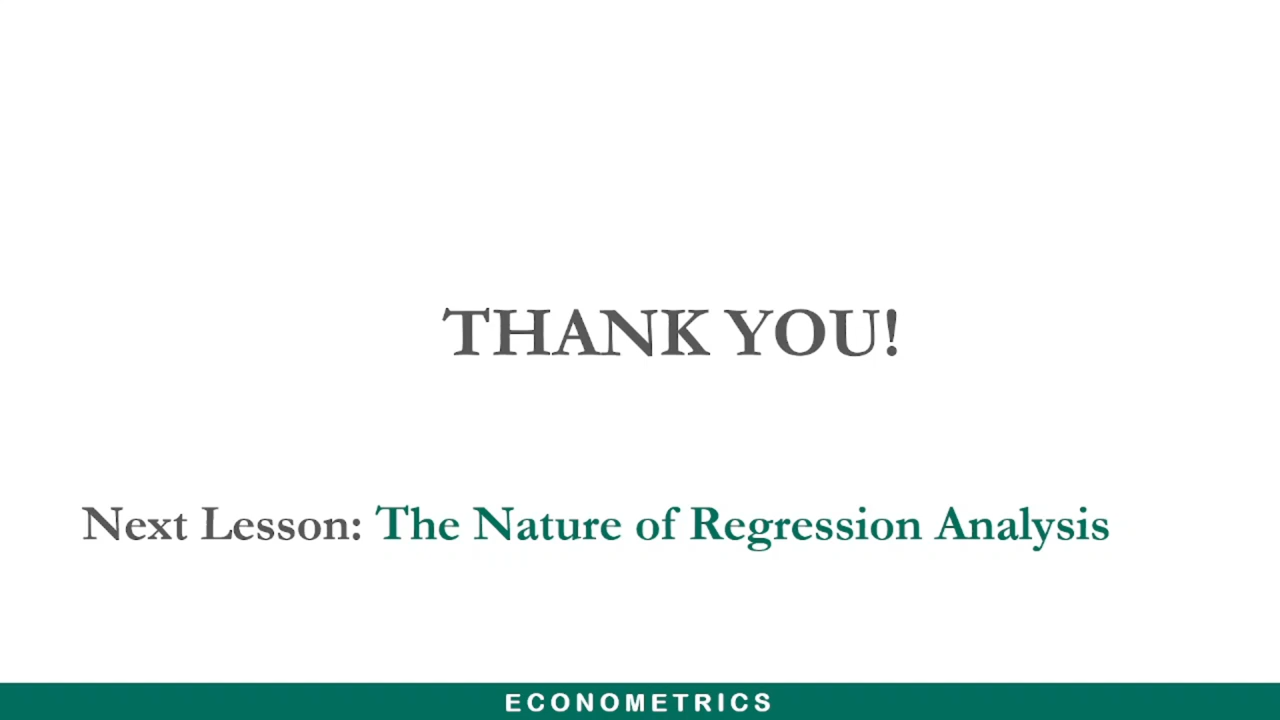 THANK YOU!
Next Lesson: The Nature of Regression Analysis
ECONOMETRICS